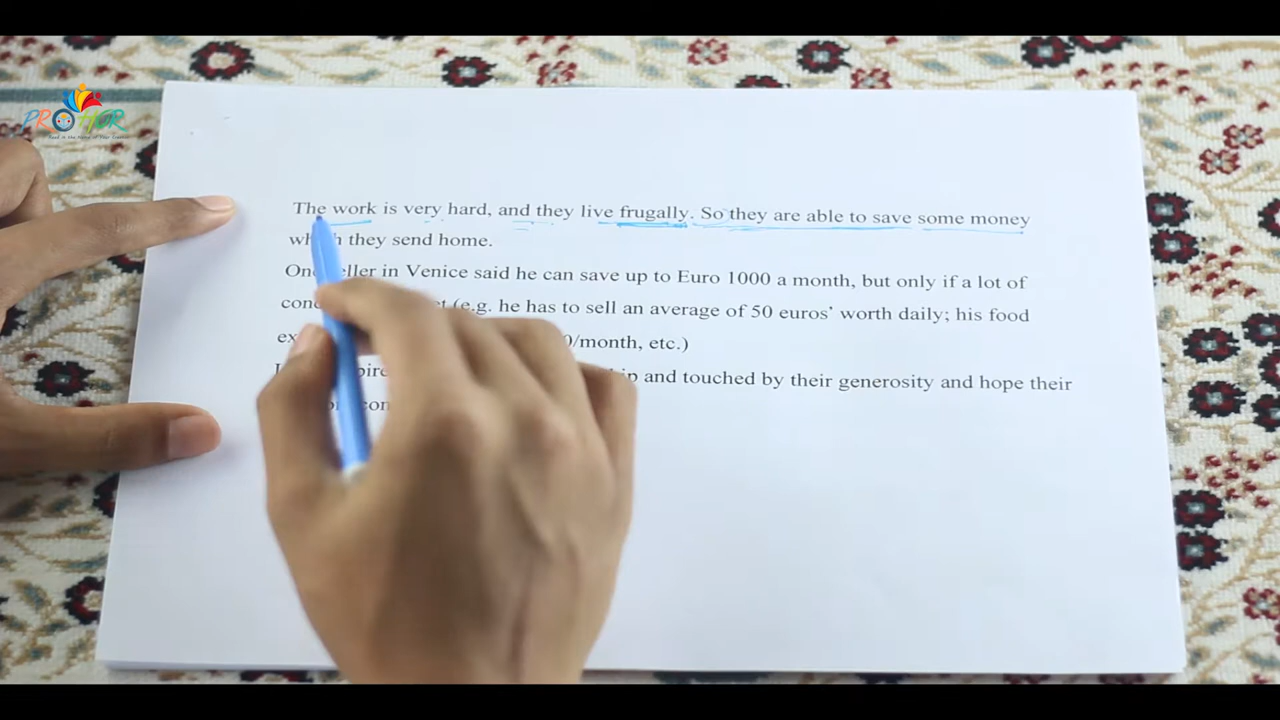 PROHOR
The work is very hard, and they live frugally. So they are able to save some money
they send home.
in Venice said he can save up to Euro 1000 a month, but only if a lot of
(e.g. he has to sell an average of 50 euros’ worth daily; his food
0/month, etc.)
and touched by their generosity and hope their